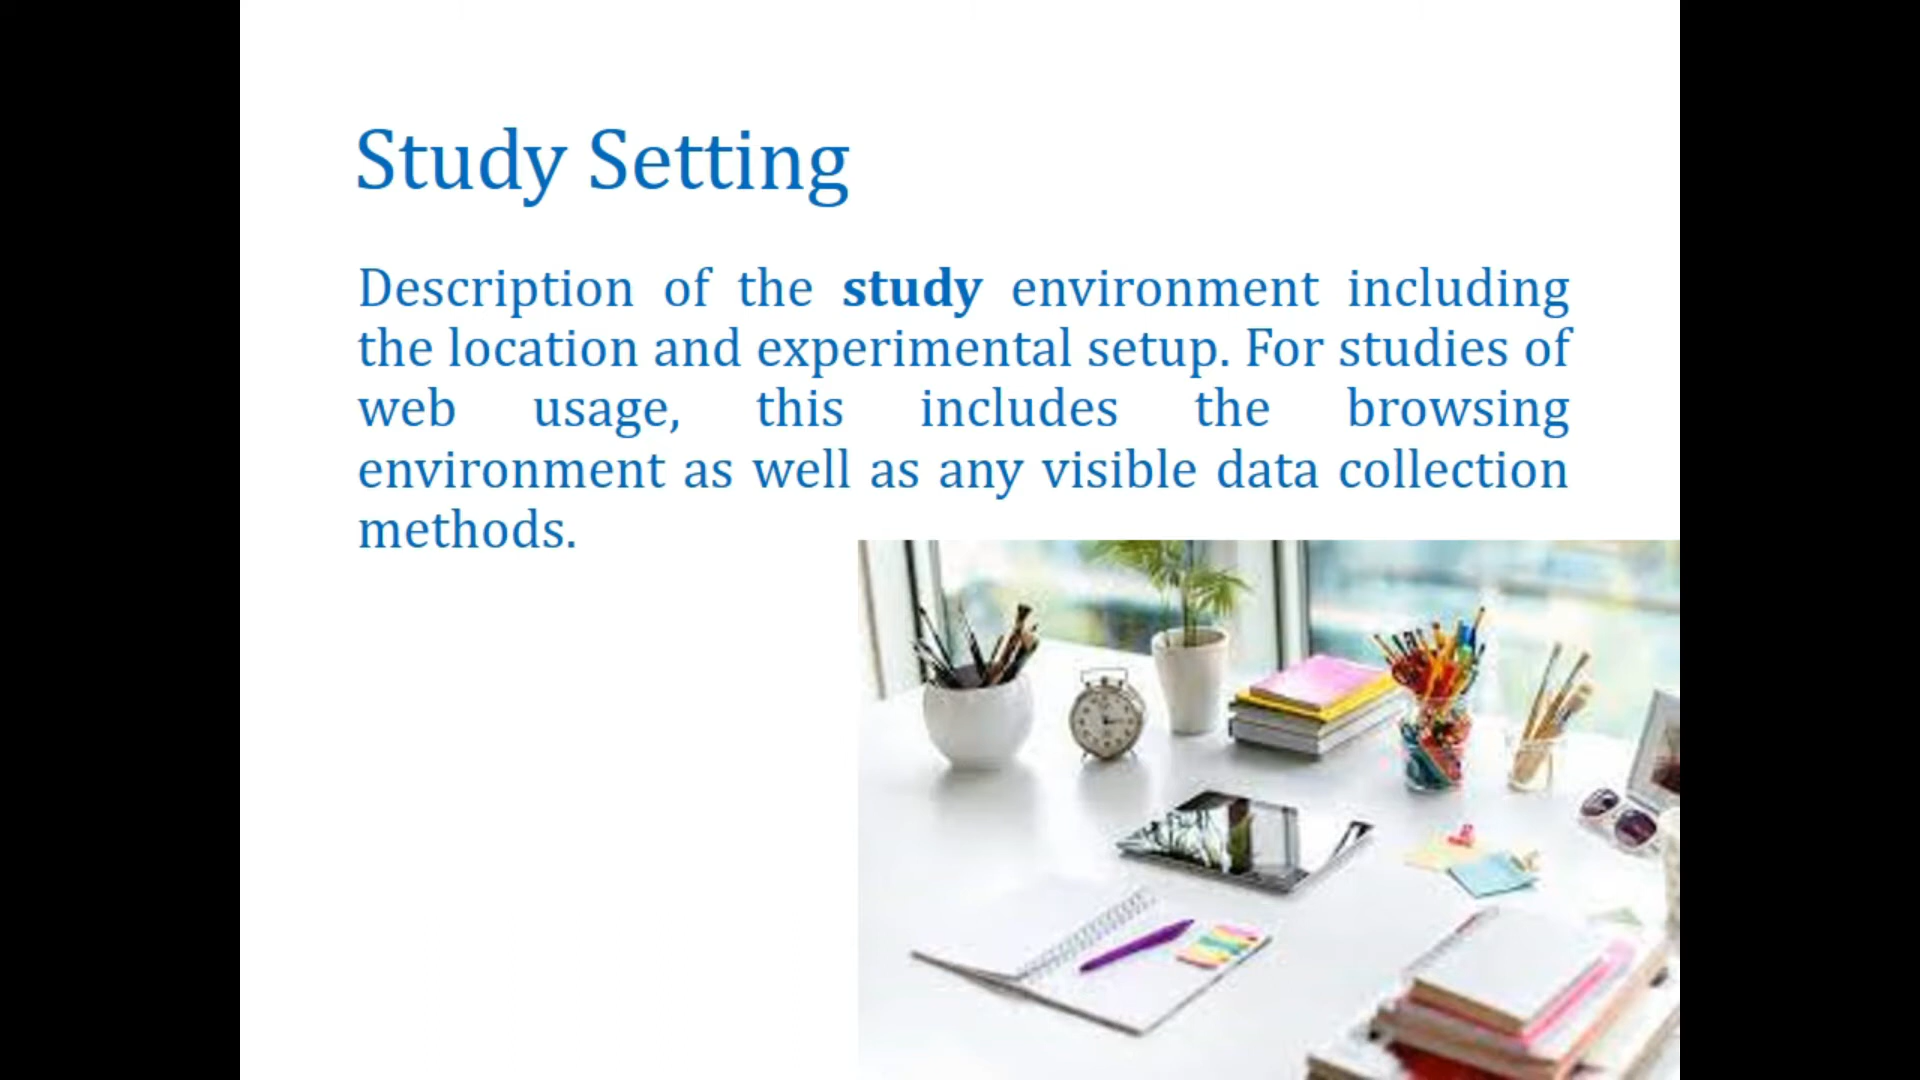 Study Setting
Description of the study environment including
the location and experimental setup. For studies of
web usage, this includes the browsing
environment as well as any visible data collection
methods.